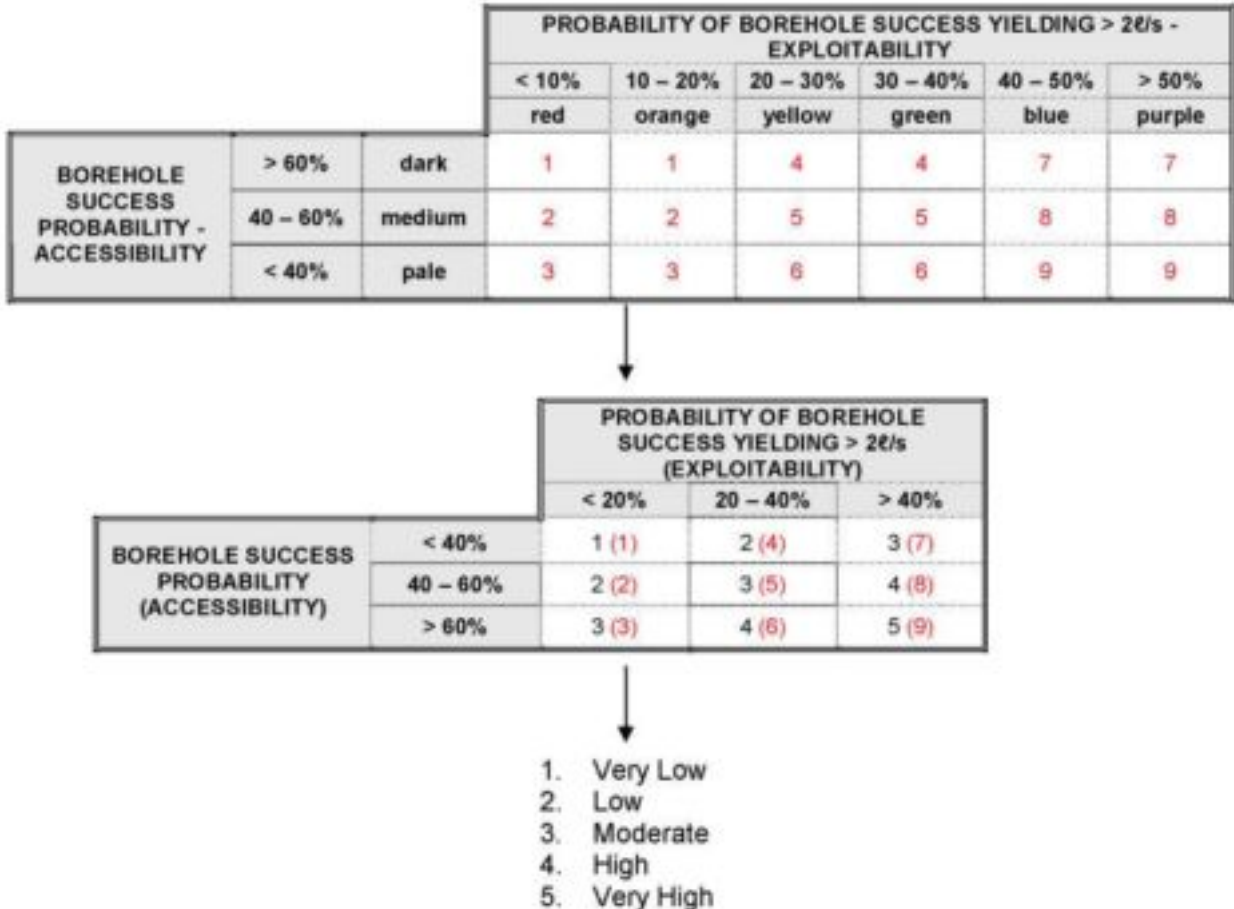 PROBABILITY OF BOREHOLE SUCCESS YIELDING > 2ℓ/s -
EXPLOITABILITY
< 10% 10 – 20% 20 – 30% 30 – 40% 40 – 50% > 50%
red orange yellow green blue purple
BOREHOLE
SUCCESS
PROBABILITY -
ACCESSIBILITY
> 60% dark 1 1 4 4 7 7
40 – 60% medium 2 2 5 5 8 8
< 40% pale 3 3 6 6 9 9
PROBABILITY OF BOREHOLE
SUCCESS YIELDING > 2ℓ/s
(EXPLOITABILITY)
< 20% 20 – 40% > 40%
BOREHOLE SUCCESS
PROBABILITY
(ACCESSIBILITY)
< 40% 1 (1) 2 (4) 3 (7)
40 – 60% 2 (2) 3 (5) 4 (8)
> 60% 3 (3) 4 (6) 5 (9)
1. Very Low
2. Low
3. Moderate
4. High
5. Very High